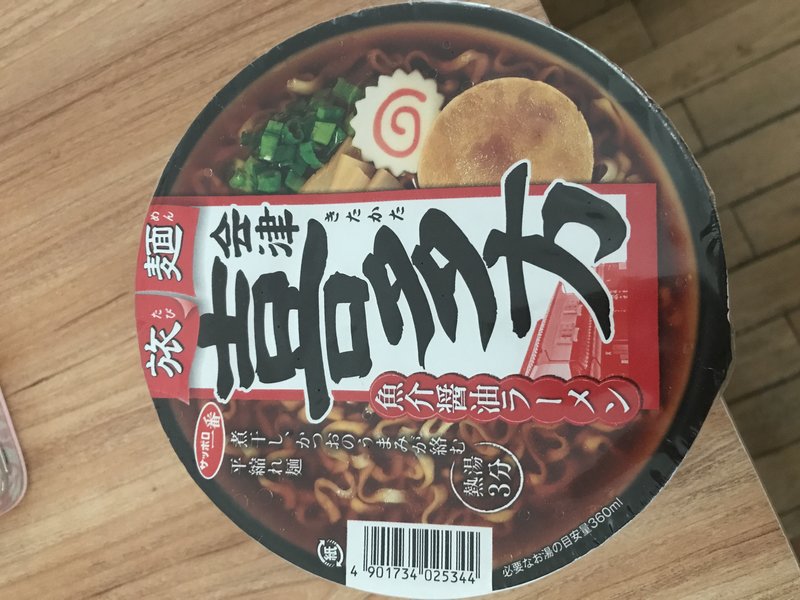 旅麺
たび めん
会津
喜多方
きたかた
魚介醤油ラーメン
サッポロ一番
煮干し、かつおのうまみが絡む
平縮れ麺
熱湯
3分
必要なお湯の目安量360ml
紙
4 901734 025344